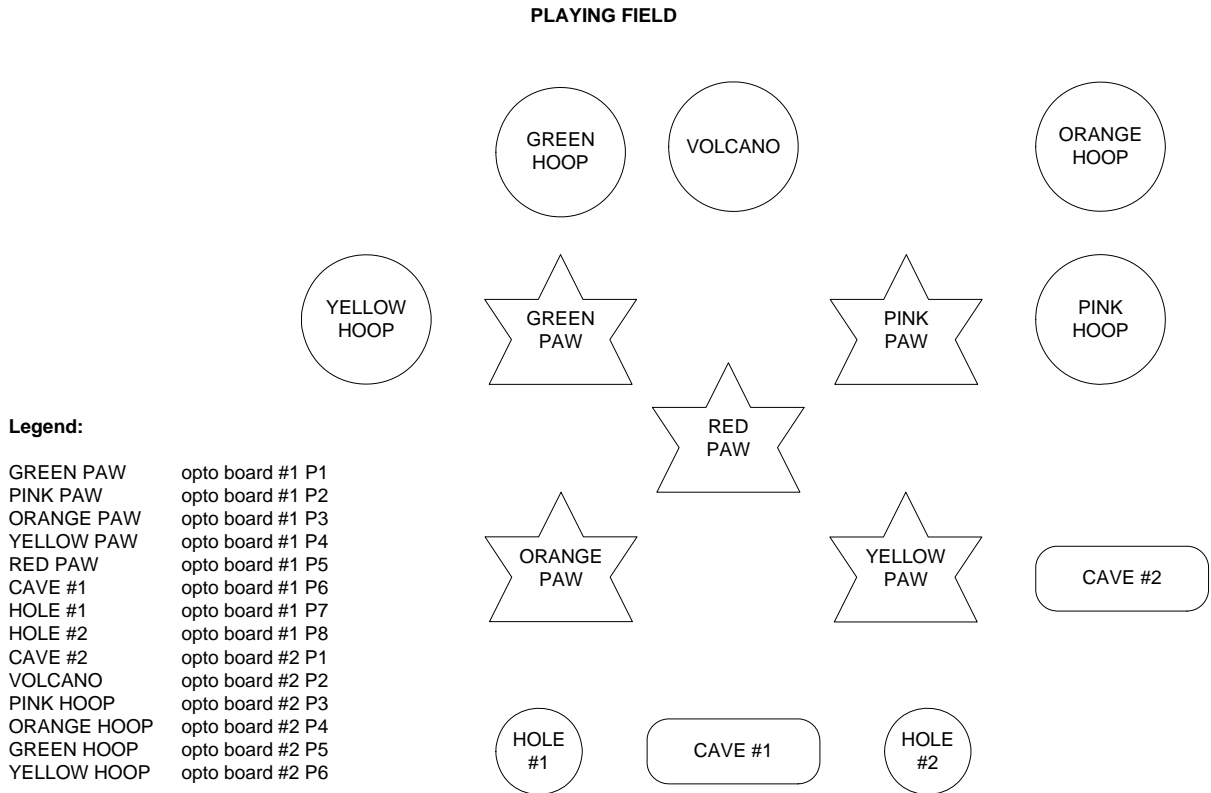 PLAYING FIELD
GREEN
HOOP
VOLCANO
ORANGE
HOOP
YELLOW
HOOP
GREEN
PAW
PINK
PAW
PINK
HOOP
RED
PAW
Legend:
GREEN PAW opto board #1 P1
PINK PAW opto board #1 P2
ORANGE PAW opto board #1 P3
YELLOW PAW opto board #1 P4
RED PAW opto board #1 P5
CAVE #1 opto board #1 P6
HOLE #1 opto board #1 P7
HOLE #2 opto board #1 P8
CAVE #2 opto board #2 P1
VOLCANO opto board #2 P2
PINK HOOP opto board #2 P3
ORANGE HOOP opto board #2 P4
GREEN HOOP opto board #2 P5
YELLOW HOOP opto board #2 P6
ORANGE
PAW
YELLOW
PAW
CAVE #2
HOLE
#1
CAVE #1
HOLE
#2